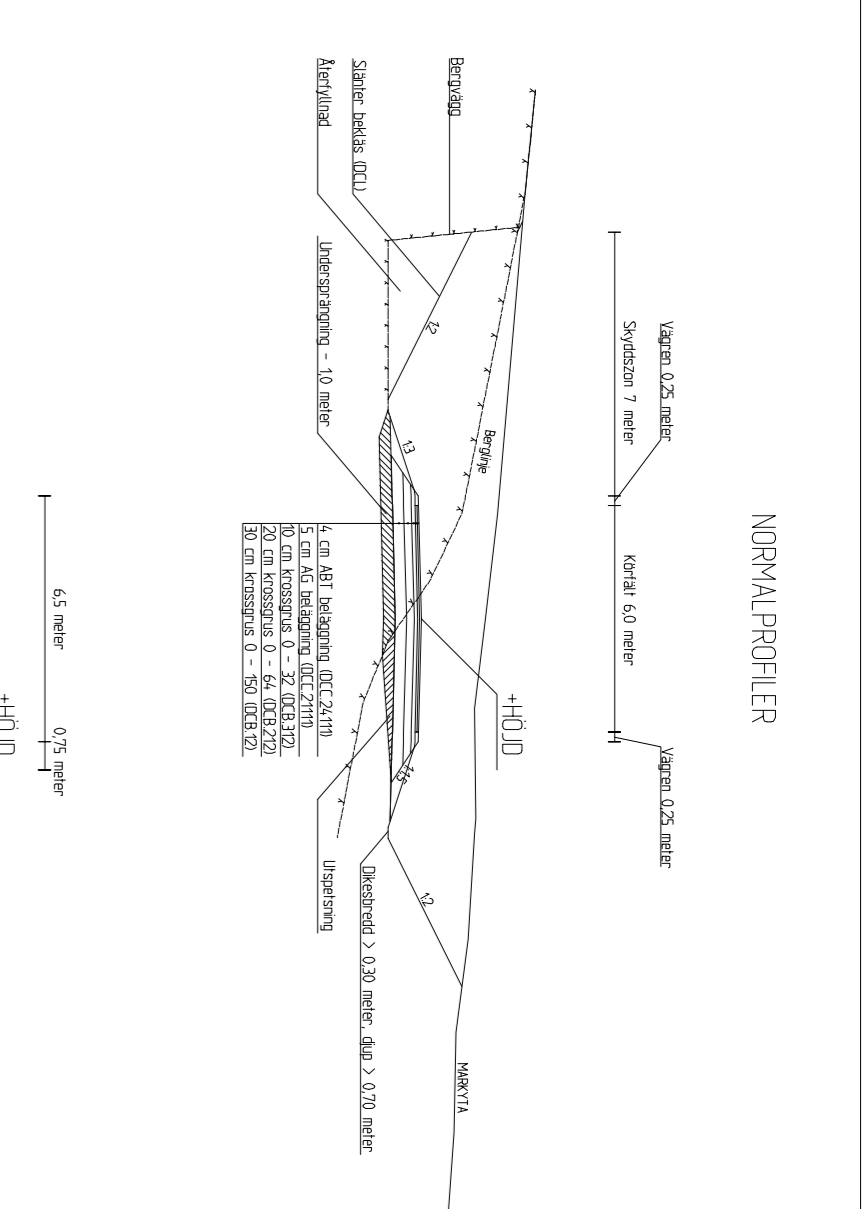 NORMALPROFILER
Vägren 0,25 meter
Vägren 0,25 meter
Skyddszon 7 meter
Körfält 6,0 meter
+HÖJD
Bergvägg
Berglinje
MARKYTA
Slänter bekläs (DCL)
1:2
1:3
1:1,5
1:2
Återfyllnad
Undersprängning - 1,0 meter
Dikesbredd > 0,30 meter, djup > 0,70 meter
Utspetsning
4 cm ABT beläggning (DCC.24111)
5 cm AG beläggning (DCC.21111)
10 cm krossgrus 0 - 32 (DCB.312)
20 cm krossgrus 0 - 64 (DCB.212)
30 cm krossgrus 0 - 150 (DCB.12)
6,5 meter
0,75 meter
+HÖJD